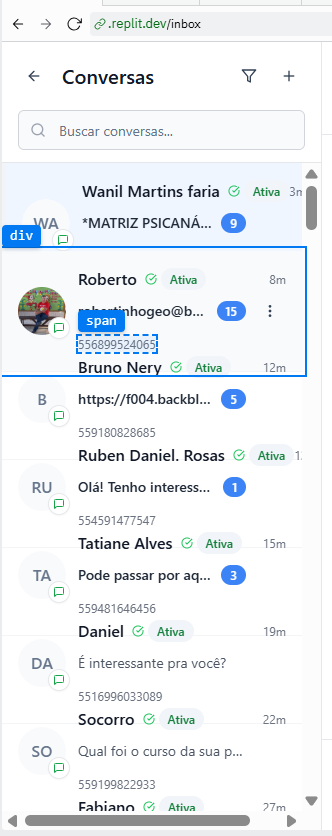 .replit.dev/inbox
Conversas
Buscar conversas...
Wanil Martins faria Ativa 3m
WA *MATRIZ PSICANÁ... 9
div
Roberto Ativa 8m
robertinhogeo@b... 15
span
556899524065
Bruno Nery Ativa 12m
B https://f004.backbl... 5
559180828685
Ruben Daniel. Rosas Ativa
RU Olá! Tenho interess... 1
554591477547
Tatiane Alves Ativa 15m
TA Pode passar por aq... 3
559481646456
Daniel Ativa 19m
DA É interessante pra você?
5516996033089
Socorro Ativa 22m
SO Qual foi o curso da sua p...
559199822933
Fabiano Ativa 27m